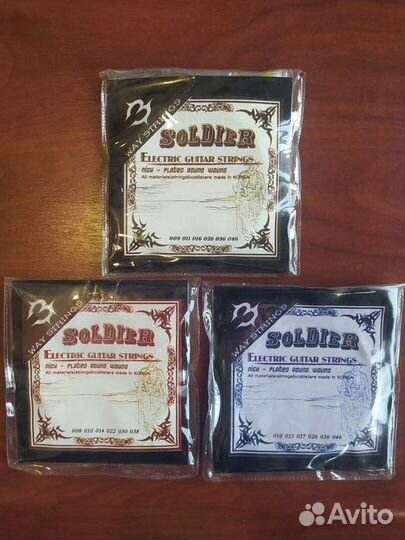 WAY STRINGS
SOLDIER
ELECTRIC GUITAR STRINGS
NICK - PLATED ROUND WOUND
All materials(strings&coils)are made in KOREA
009 011 016 026 036 046
WAY STRINGS
SOLDIER
ELECTRIC GUITAR STRINGS
NICK - PLATED ROUND WOUND
All materials(strings&coils)are made in KOREA
008 010 014 022 030 038
WAY STRINGS
SOLDIER
ELECTRIC GUITAR STRINGS
NICK - PLATED ROUND WOUND
All materials(strings&coils)are made in KOREA
010 013 017 026 036 046
Avito